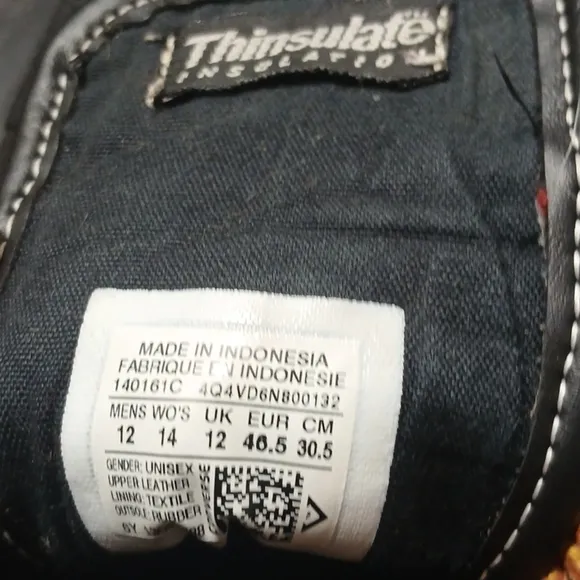 Thinsulate
INSULATION
MADE IN INDONESIA
FABRIQUE EN INDONESIE
140161C 4Q4VD6N800132
MENS WO'S UK EUR CM
12 14 12 46.5 30.5
GENDER: UNISEX
UPPER LEATHER
LINING: TEXTILE
OUTSOLE: RUBBER